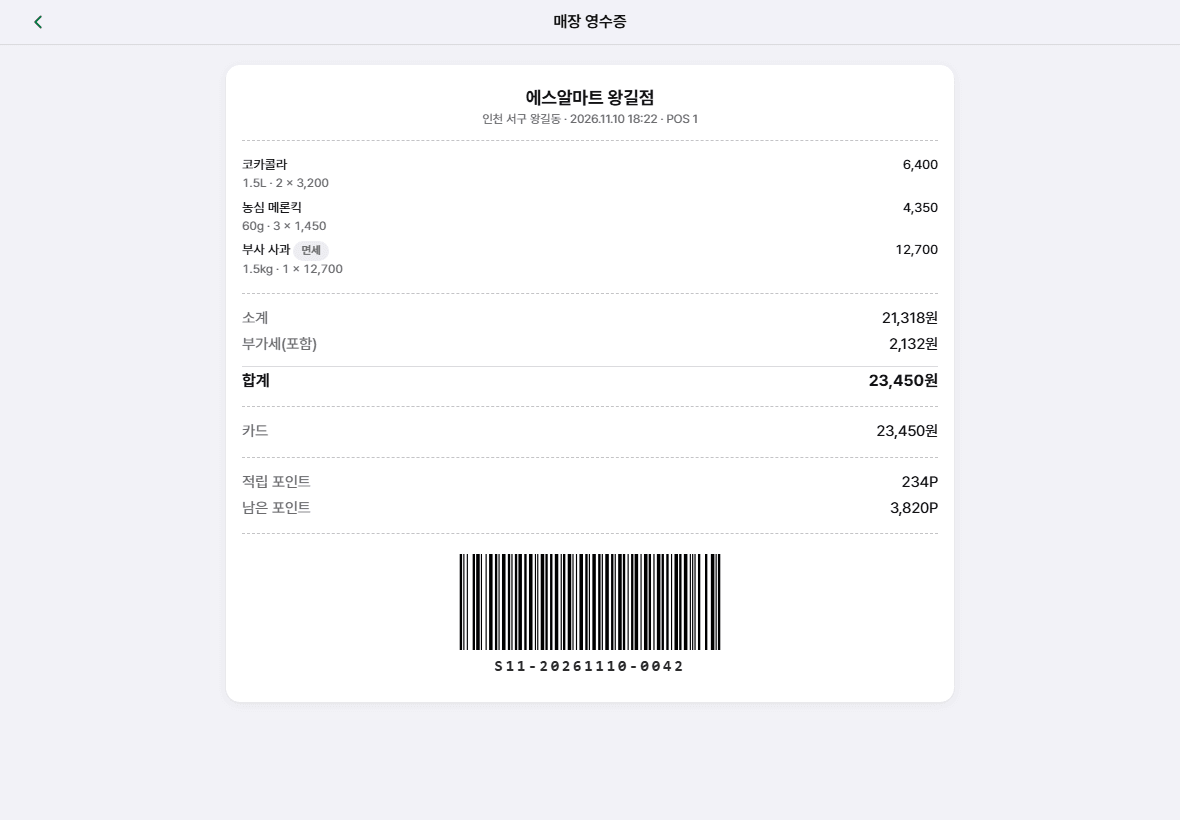 매장 영수증
에스알마트 왕길점
인천 서구 왕길동 · 2026.11.10 18:22 · POS 1
코카콜라 6,400
1.5L · 2 × 3,200
농심 메론킥 4,350
60g · 3 × 1,450
부사 사과 면세 12,700
1.5kg · 1 × 12,700
소계 21,318원
부가세(포함) 2,132원
합계 23,450원
카드 23,450원
적립 포인트 234P
남은 포인트 3,820P
S11-20261110-0042